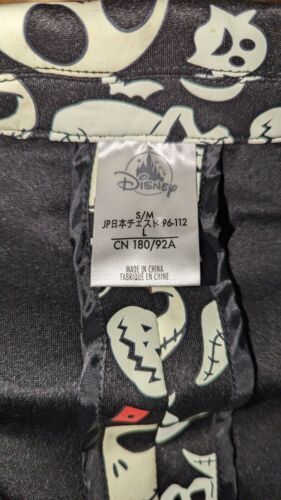 Disney
S/M
JP日本チェスト 96-112
L
CN 180/92A
MADE IN CHINA
FABRIQUÉ EN CHINE